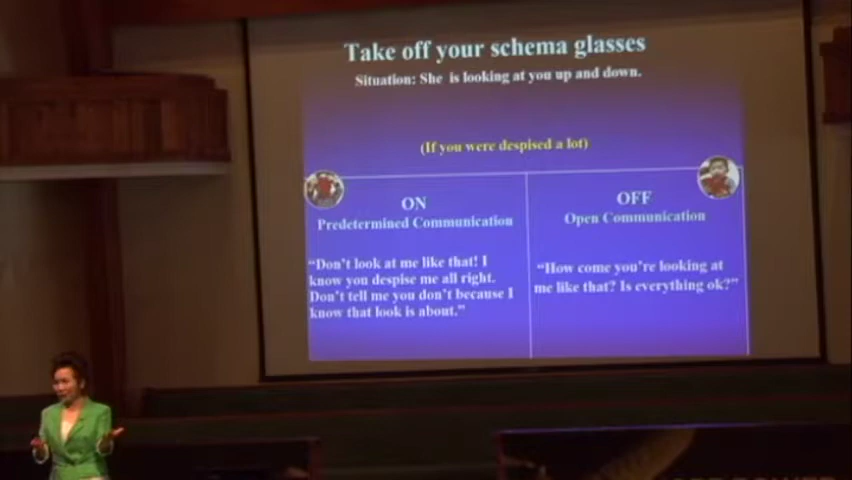 Take off your schema glasses
Situation: She is looking at you up and down.
(If you were despised a lot)
ON
Predetermined Communication
“Don’t look at me like that! I
know you despise me all right.
Don’t tell me you don’t because I
know that look is about.”
OFF
Open Communication
“How come you’re looking at
me like that? Is everything ok?”